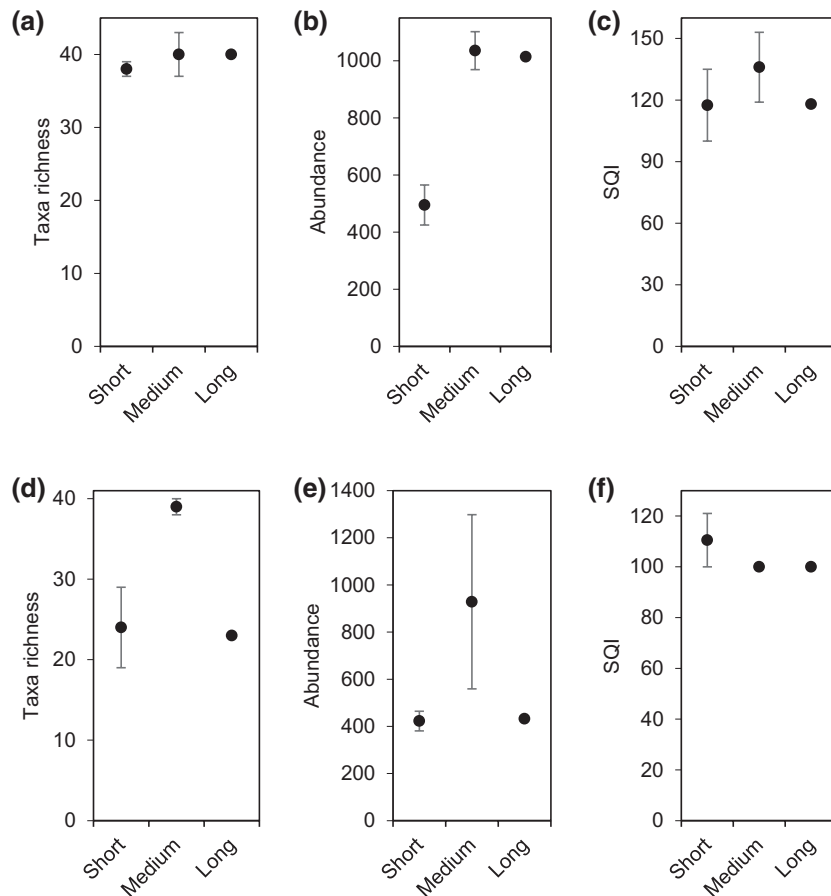 (a)
Taxa richness
40
30
20
10
0
Short
Medium
Long
(b)
Abundance
1000
800
600
400
200
0
Short
Medium
Long
(c)
SQI
150
120
90
60
30
0
Short
Medium
Long
(d)
Taxa richness
40
30
20
10
0
Short
Medium
Long
(e)
Abundance
1400
1200
1000
800
600
400
200
0
Short
Medium
Long
(f)
SQI
120
100
80
60
40
20
0
Short
Medium
Long